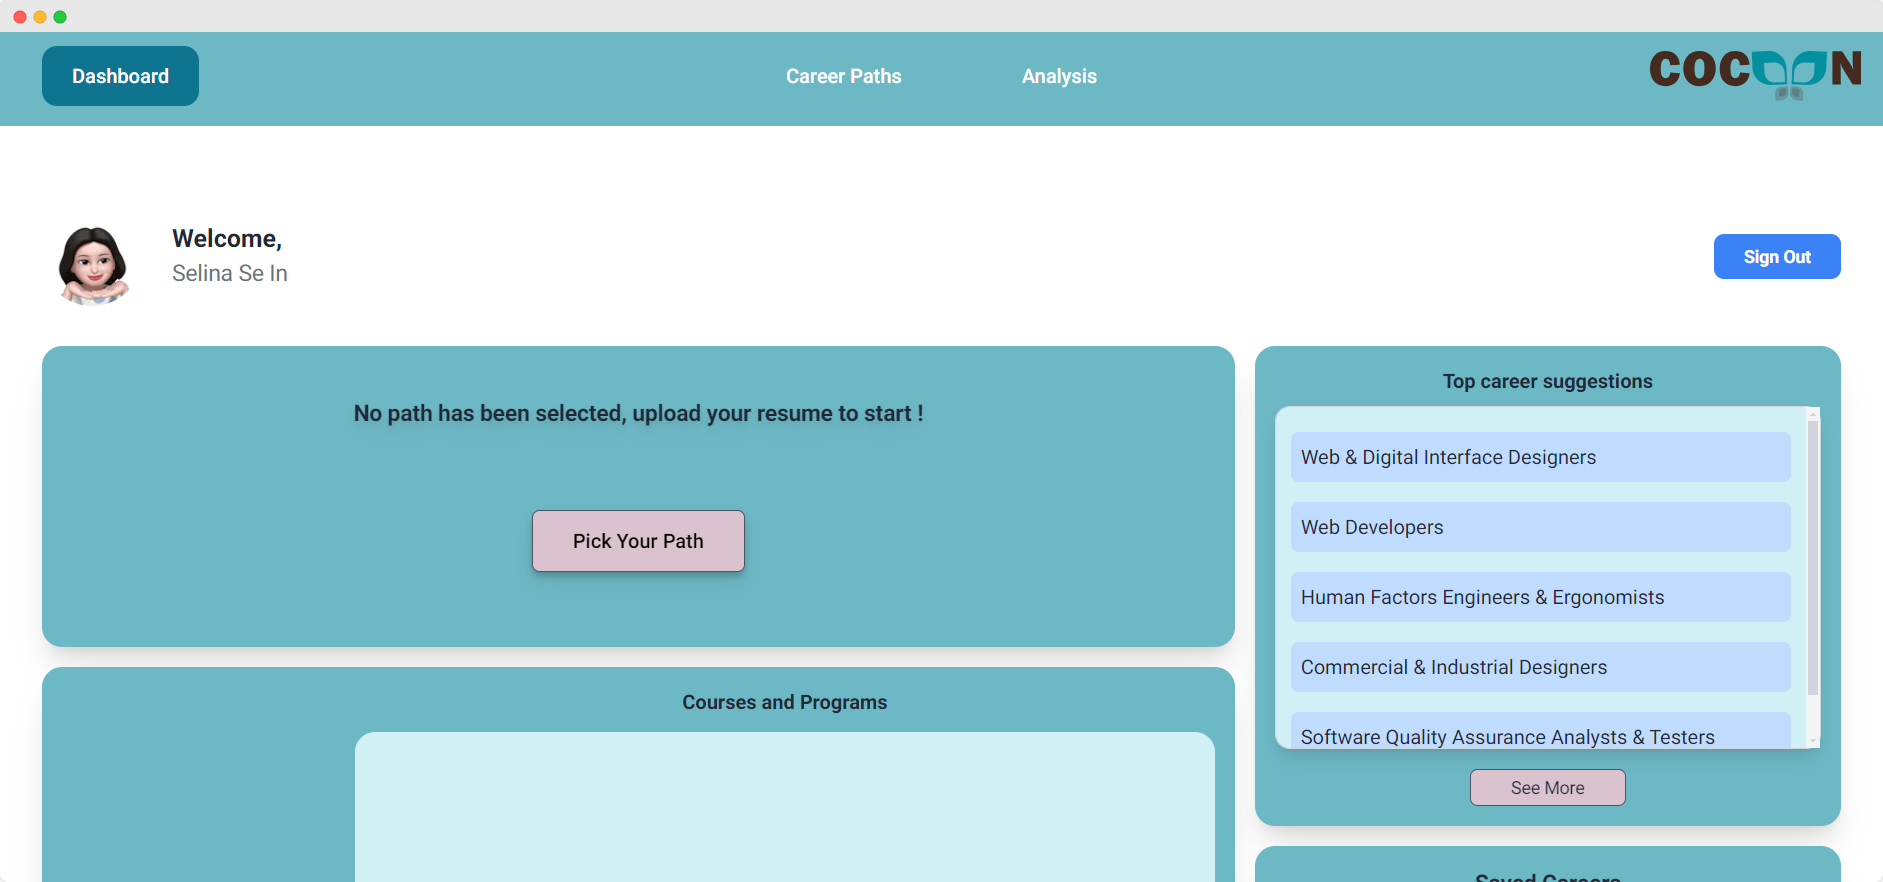 Dashboard
Career Paths
Analysis
COCOON
Welcome,
Selina Se In
Sign Out
No path has been selected, upload your resume to start !
Pick Your Path
Top career suggestions
Web & Digital Interface Designers
Web Developers
Human Factors Engineers & Ergonomists
Commercial & Industrial Designers
Software Quality Assurance Analysts & Testers
See More
Courses and Programs
Saved Careers